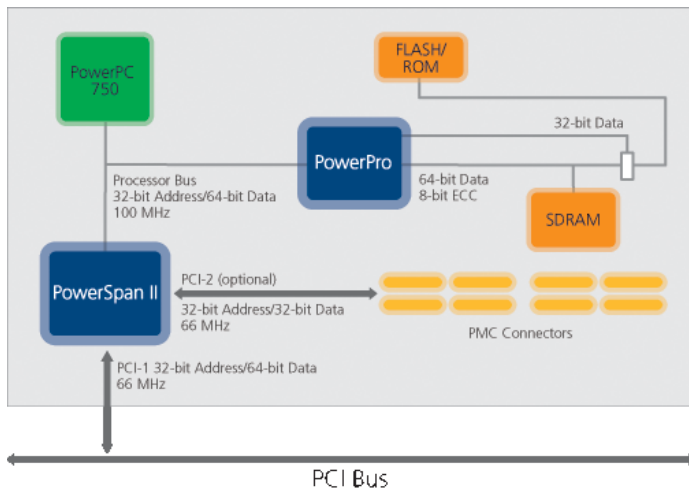 PowerPC
750
FLASH/
ROM
32-bit Data
PowerPro
Processor Bus
32-bit Address/64-bit Data
100 MHz
64-bit Data
8-bit ECC
SDRAM
PowerSpan II
PCI-2 (optional)
32-bit Address/32-bit Data
66 MHz
PMC Connectors
PCI-1 32-bit Address/64-bit Data
66 MHz
PCI Bus